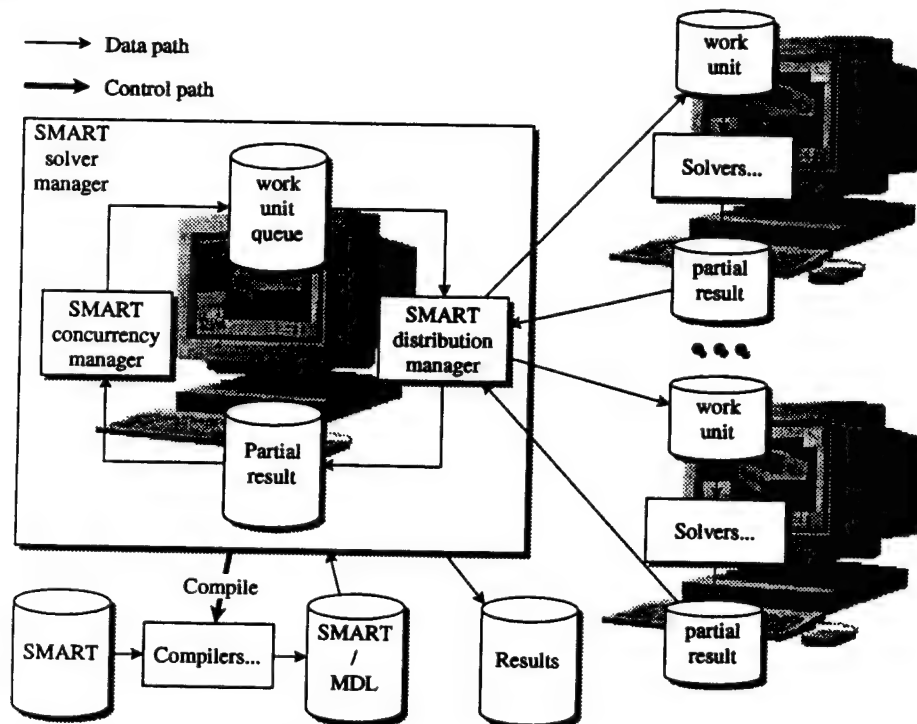 Data path
Control path
SMART
solver
manager
work
unit
queue
SMART
concurrency
manager
SMART
distribution
manager
Partial
result
work
unit
Solvers...
partial
result
work
unit
Solvers...
partial
result
Compile
SMART
Compilers...
SMART
/
MDL
Results